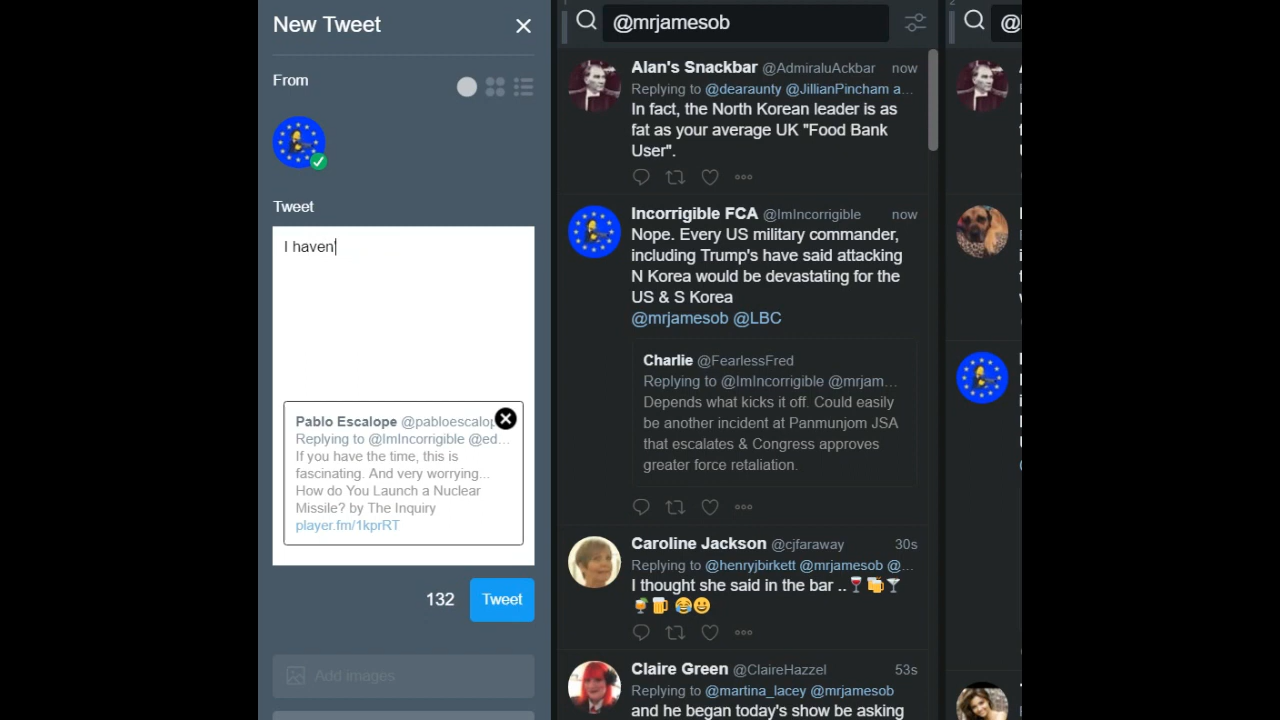 New Tweet
From
Tweet
I haven
Pablo Escalope @pabloescalop
Replying to @ImIncorrigible @ed...
If you have the time, this is
fascinating. And very worrying...
How do You Launch a Nuclear
Missile? by The Inquiry
player.fm/1kprRT
132 Tweet
Add images
1
@mrjamesob
Alan's Snackbar @AdmiraluAckbar now
Replying to @dearaunty @JillianPincham a...
In fact, the North Korean leader is as
fat as your average UK "Food Bank
User".
Incorrigible FCA @ImIncorrigible now
Nope. Every US military commander,
including Trump's have said attacking
N Korea would be devastating for the
US & S Korea
@mrjamesob @LBC
Charlie @FearlessFred
Replying to @ImIncorrigible @mrjam...
Depends what kicks it off. Could easily
be another incident at Panmunjom JSA
that escalates & Congress approves
greater force retaliation.
Caroline Jackson @cjfaraway 30s
Replying to @henryjbirkett @mrjamesob @...
I thought she said in the bar ..🍷🍻🍸
🍹🍺 😂😀
Claire Green @ClaireHazzel 53s
Replying to @martina_lacey @mrjamesob
and he began today's show be asking
2
@